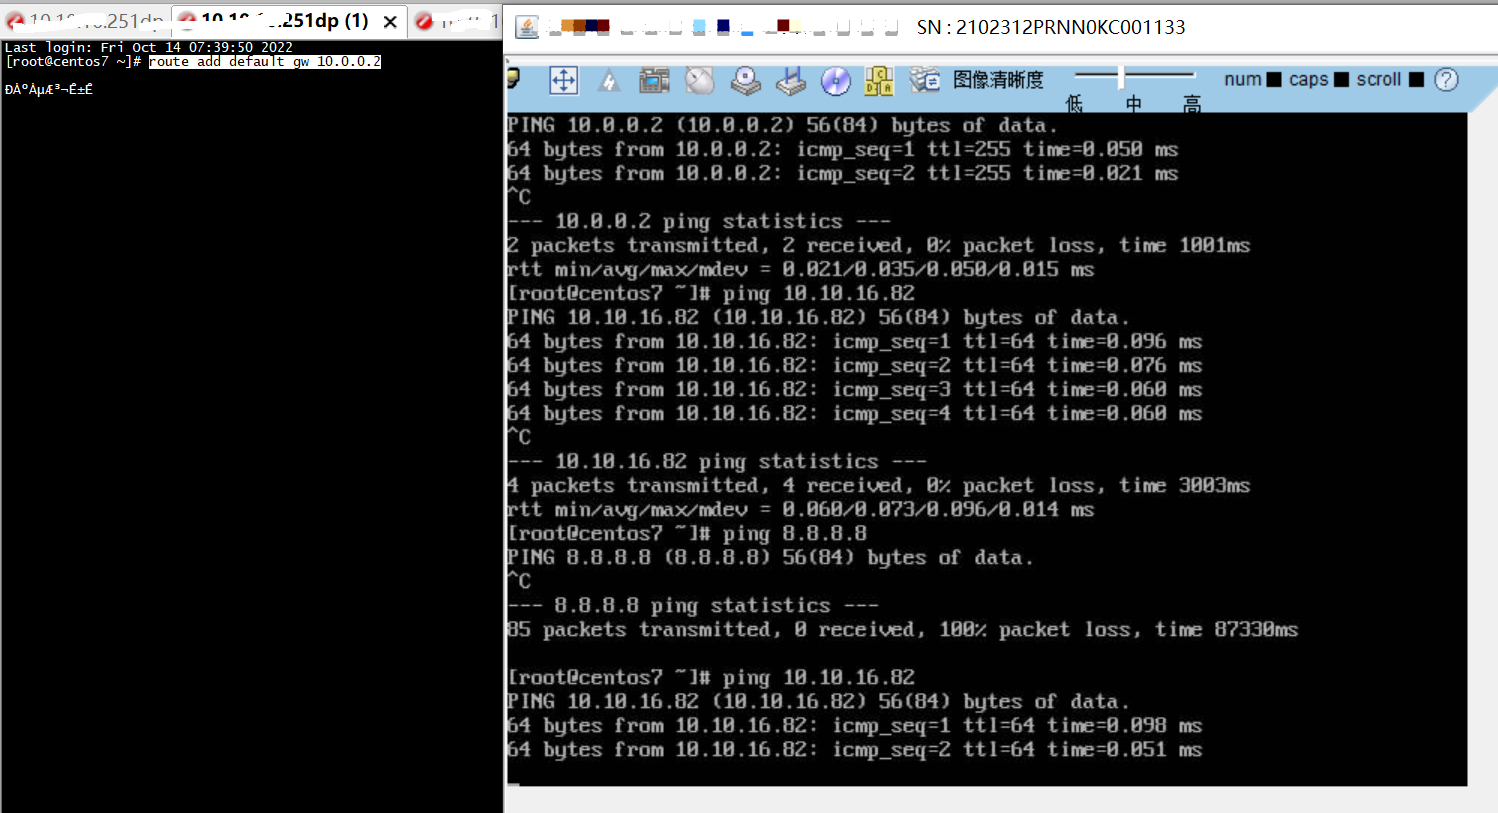 10.10.16.251dp (1)
Last login: Fri Oct 14 07:39:50 2022
[root@centos7 ~]# route add default gw 10.0.0.2
ÐÅºÅµÆ³¬Ê±Ê
SN : 2102312PRNN0KC001133
图像清晰度
低 中 高
num caps scroll
PING 10.0.0.2 (10.0.0.2) 56(84) bytes of data.
64 bytes from 10.0.0.2: icmp_seq=1 ttl=255 time=0.050 ms
64 bytes from 10.0.0.2: icmp_seq=2 ttl=255 time=0.021 ms
^C
--- 10.0.0.2 ping statistics ---
2 packets transmitted, 2 received, 0% packet loss, time 1001ms
rtt min/avg/max/mdev = 0.021/0.035/0.050/0.015 ms
[root@centos7 ~]# ping 10.10.16.82
PING 10.10.16.82 (10.10.16.82) 56(84) bytes of data.
64 bytes from 10.10.16.82: icmp_seq=1 ttl=64 time=0.096 ms
64 bytes from 10.10.16.82: icmp_seq=2 ttl=64 time=0.076 ms
64 bytes from 10.10.16.82: icmp_seq=3 ttl=64 time=0.060 ms
64 bytes from 10.10.16.82: icmp_seq=4 ttl=64 time=0.060 ms
^C
--- 10.10.16.82 ping statistics ---
4 packets transmitted, 4 received, 0% packet loss, time 3003ms
rtt min/avg/max/mdev = 0.060/0.073/0.096/0.014 ms
[root@centos7 ~]# ping 8.8.8.8
PING 8.8.8.8 (8.8.8.8) 56(84) bytes of data.
^C
--- 8.8.8.8 ping statistics ---
85 packets transmitted, 0 received, 100% packet loss, time 87330ms
[root@centos7 ~]# ping 10.10.16.82
PING 10.10.16.82 (10.10.16.82) 56(84) bytes of data.
64 bytes from 10.10.16.82: icmp_seq=1 ttl=64 time=0.098 ms
64 bytes from 10.10.16.82: icmp_seq=2 ttl=64 time=0.051 ms